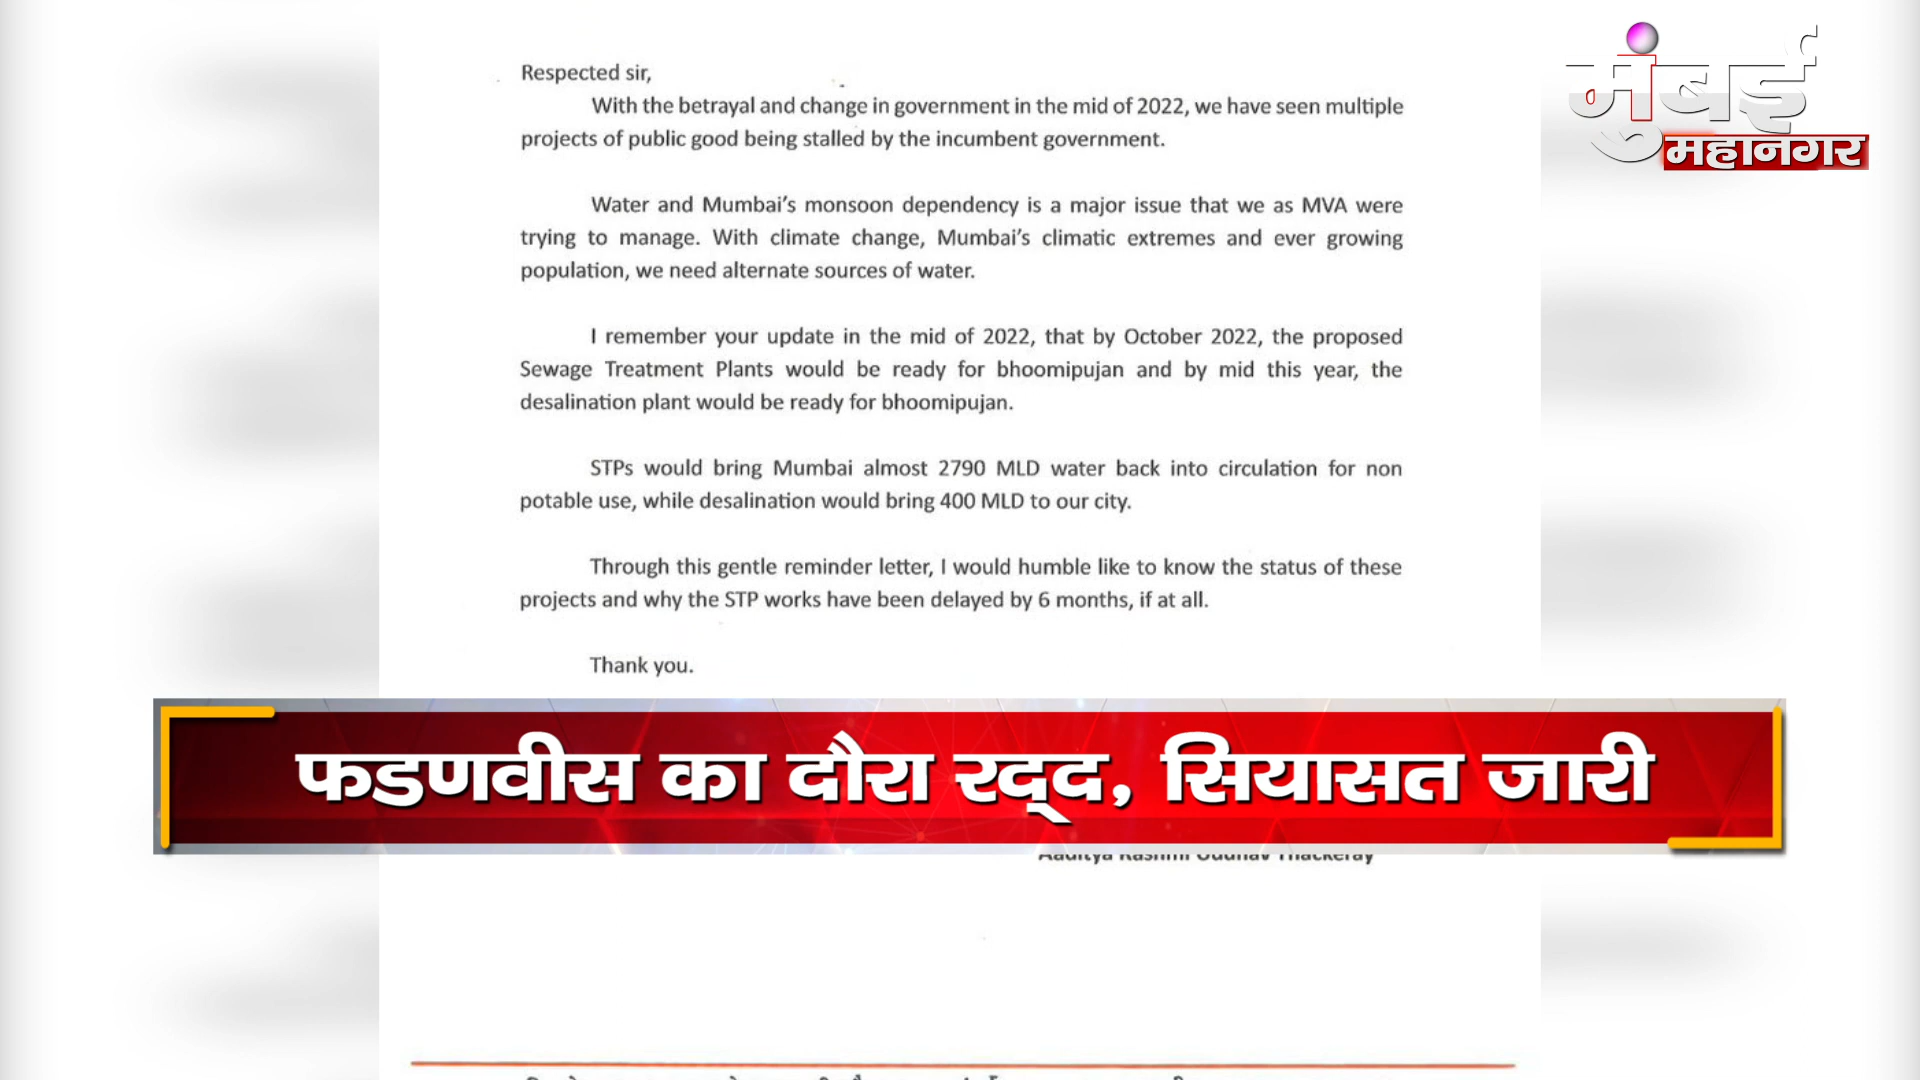 मुंबई
महानगर
Respected sir,
With the betrayal and change in government in the mid of 2022, we have seen multiple
projects of public good being stalled by the incumbent government.
Water and Mumbai's monsoon dependency is a major issue that we as MVA were
trying to manage. With climate change, Mumbai's climatic extremes and ever growing
population, we need alternate sources of water.
I remember your update in the mid of 2022, that by October 2022, the proposed
Sewage Treatment Plants would be ready for bhoomipujan and by mid this year, the
desalination plant would be ready for bhoomipujan.
STPs would bring Mumbai almost 2790 MLD water back into circulation for non
potable use, while desalination would bring 400 MLD to our city.
Through this gentle reminder letter, I would humble like to know the status of these
projects and why the STP works have been delayed by 6 months, if at all.
Thank you.
फडणवीस का दौरा रद्द, सियासत जारी
Aaditya Rashmi Uddhav Thackeray